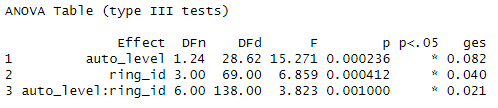 ANOVA Table (type III tests)
Effect DFn DFd F p p<.05 ges
1 auto_level 1.24 28.62 15.271 0.000236 * 0.082
2 ring_id 3.00 69.00 6.859 0.000412 * 0.040
3 auto_level:ring_id 6.00 138.00 3.823 0.001000 * 0.021